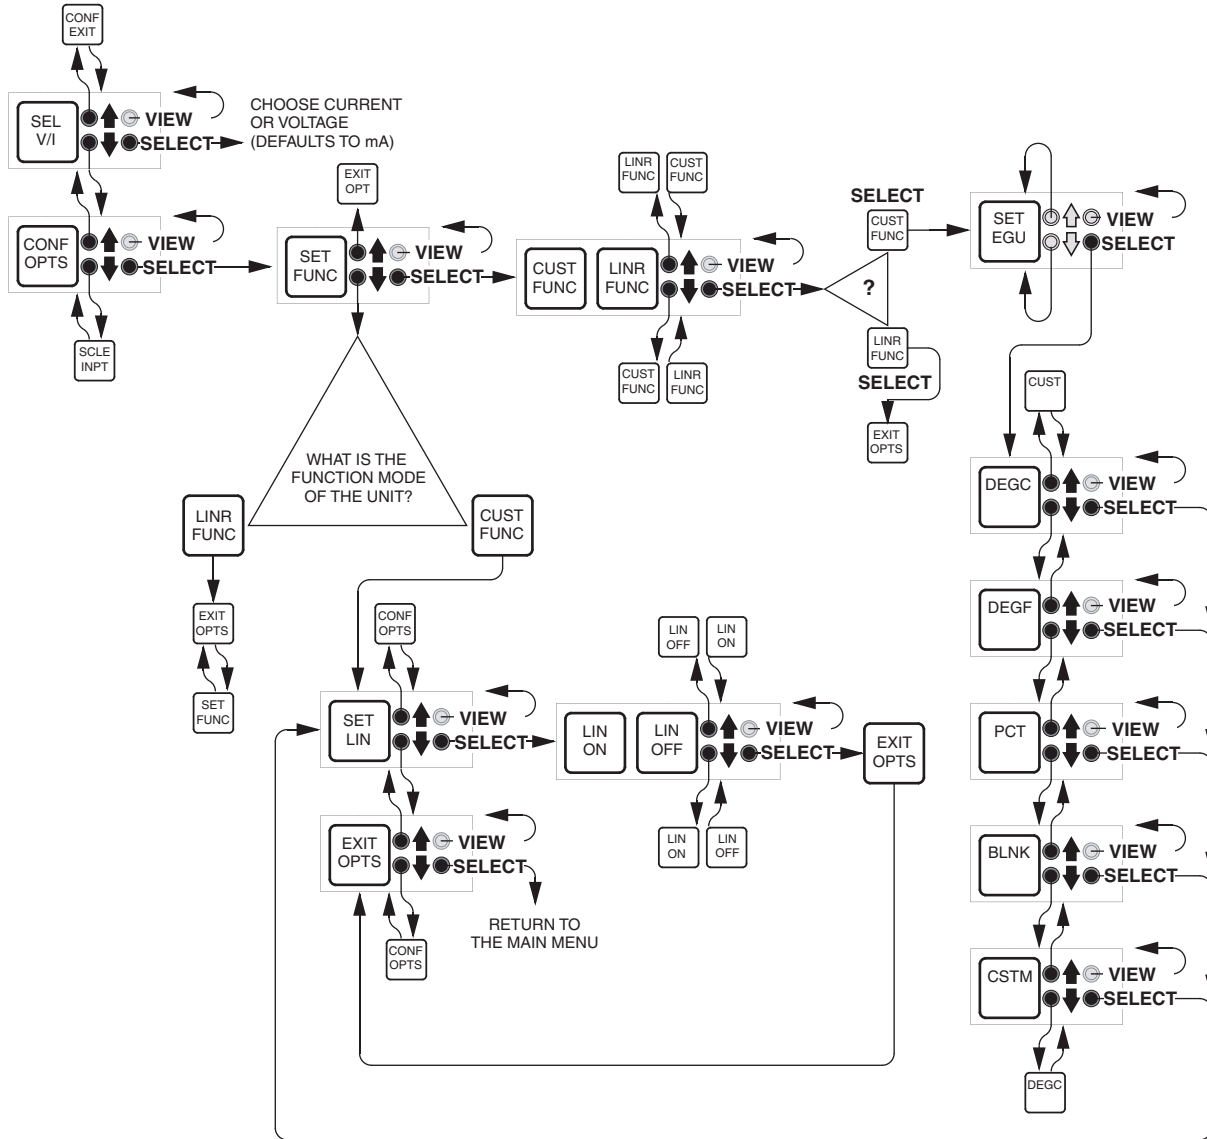 CONF
EXIT
SEL
V/I
VIEW
SELECT
CHOOSE CURRENT
OR VOLTAGE
(DEFAULTS TO mA)
CONF
OPTS
VIEW
SELECT
SCLE
INPT
EXIT
OPT
SET
FUNC
VIEW
SELECT
LINR
FUNC
CUST
FUNC
CUST
FUNC
LINR
FUNC
VIEW
SELECT
CUST
FUNC
LINR
FUNC
SELECT
CUST
FUNC
?
LINR
FUNC
SELECT
EXIT
OPTS
SET
EGU
VIEW
SELECT
WHAT IS THE
FUNCTION MODE
OF THE UNIT?
LINR
FUNC
CUST
FUNC
EXIT
OPTS
SET
FUNC
CONF
OPTS
SET
LIN
VIEW
SELECT
LIN
OFF
LIN
ON
LIN
ON
LIN
OFF
VIEW
SELECT
LIN
ON
LIN
OFF
EXIT
OPTS
EXIT
OPTS
VIEW
SELECT
RETURN TO
THE MAIN MENU
CONF
OPTS
CUST
DEGC
VIEW
SELECT
DEGF
VIEW
SELECT
PCT
VIEW
SELECT
BLNK
VIEW
SELECT
CSTM
VIEW
SELECT
DEGC